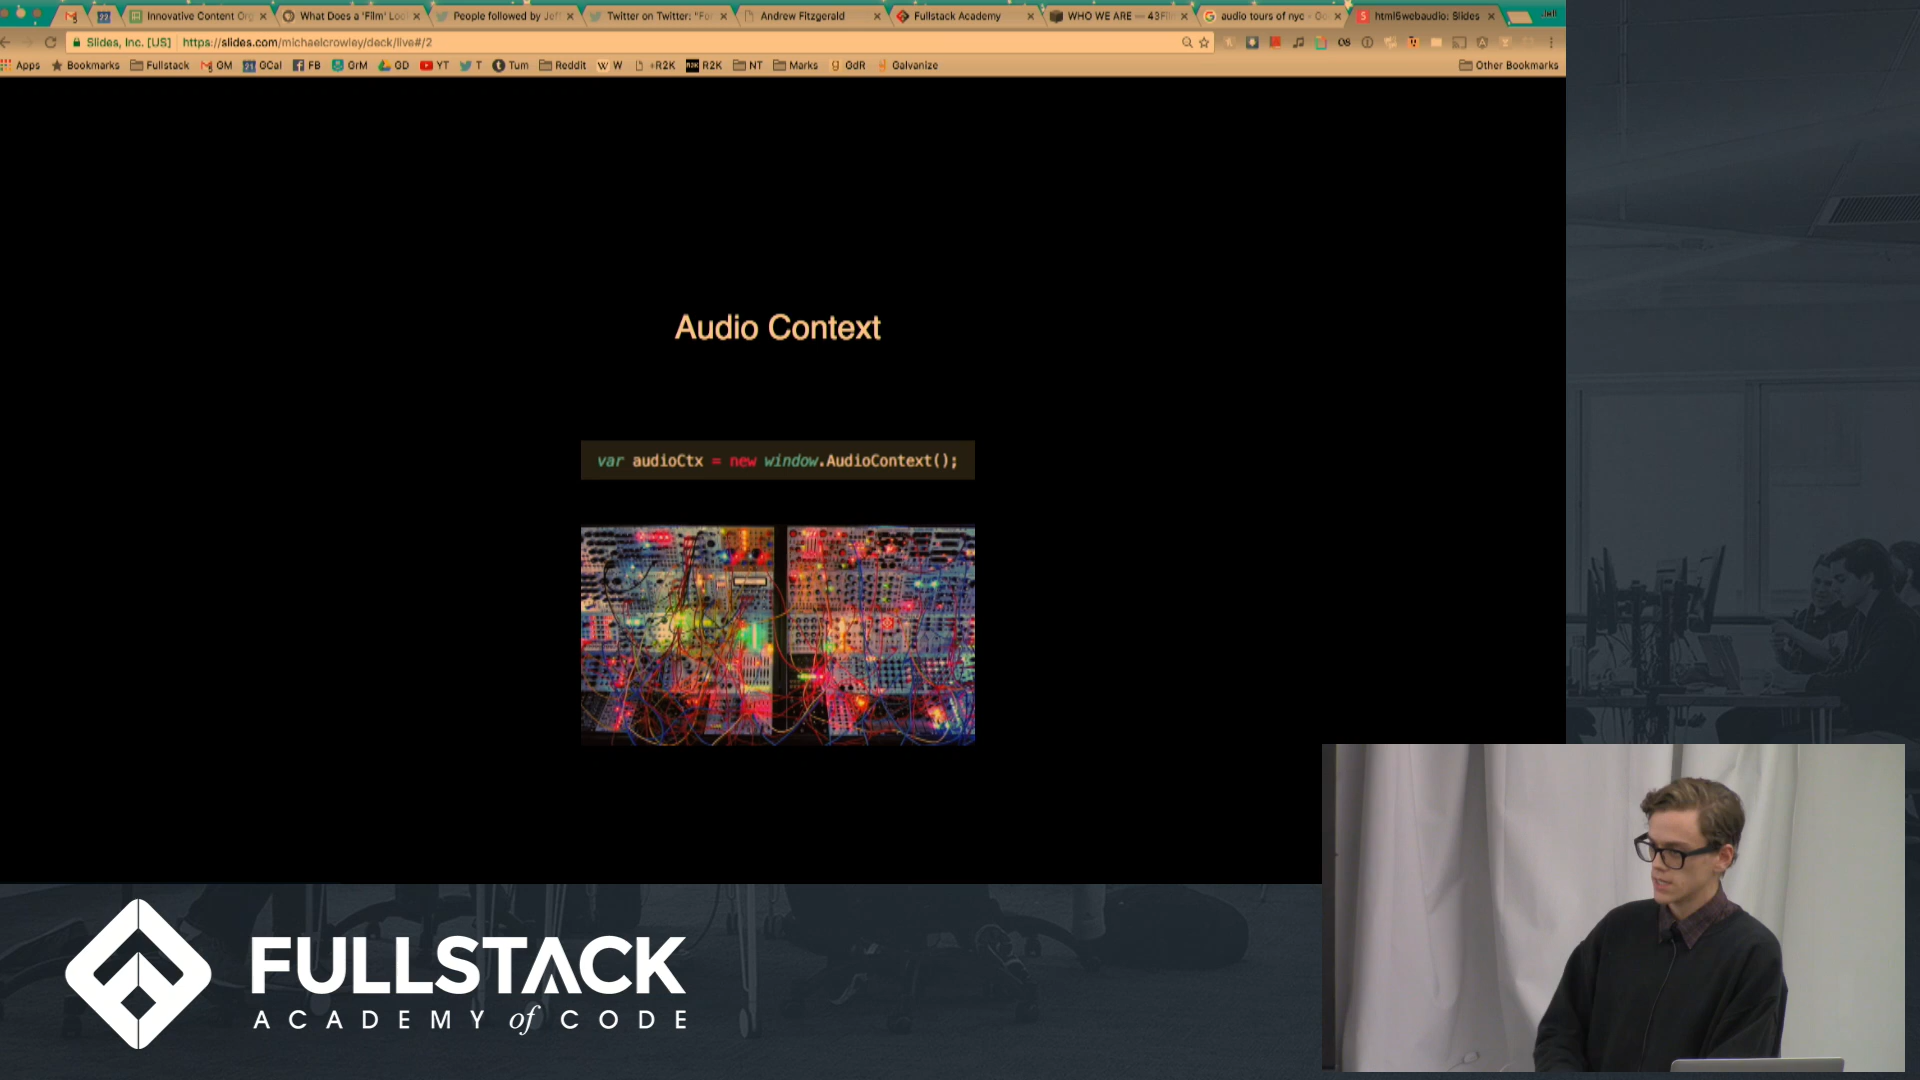 Innovative Content Org
What Does a 'Film' Loo
People followed by Jef
Twitter on Twitter: "For
Andrew Fitzgerald
Fullstack Academy
WHO WE ARE — 43Fil
audio tours of nyc - Go
html5webaudio: Slides
Slides, Inc. [US] https://slides.com/michaelcrowley/deck/live#/2
Apps Bookmarks Fullstack GM GCal FB GrM GD YT T Tum Reddit W +R2K R2K NT Marks GdR Galvanize Other Bookmarks
Audio Context
var audioCtx = new window.AudioContext();
FULLSTACK
ACADEMY of CODE